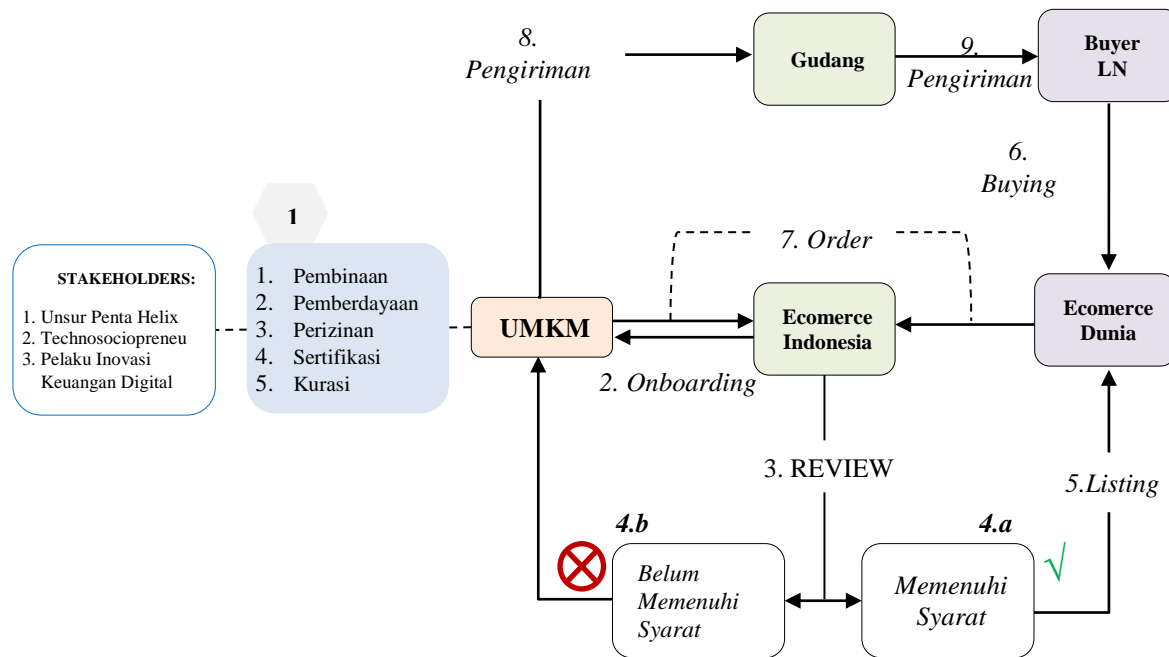 8.
Pengiriman
Gudang
9.
Pengiriman
Buyer
LN
6.
Buying
1
7. Order
STAKEHOLDERS:
1. Unsur Penta Helix
2. Technosociopreneu
3. Pelaku Inovasi
Keuangan Digital
1. Pembinaan
2. Pemberdayaan
3. Perizinan
4. Sertifikasi
5. Kurasi
UMKM
Ecomerce
Indonesia
Ecomerce
Dunia
2. Onboarding
3. REVIEW
5.Listing
4.b
4.a
Belum
Memenuhi
Syarat
Memenuhi
Syarat
√